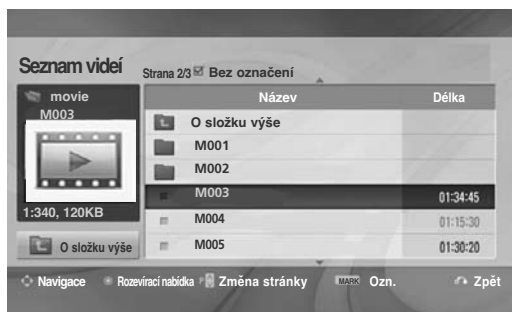 Seznam videí
Strana 2/3 Bez označení
movie
M003
1:340, 120KB
O složku výše
Název Délka
O složku výše
M001
M002
M003 01:34:45
M004 01:15:30
M005 01:30:20
Navigace Rozevírací nabídka P Změna stránky MARK Ozn. Zpět